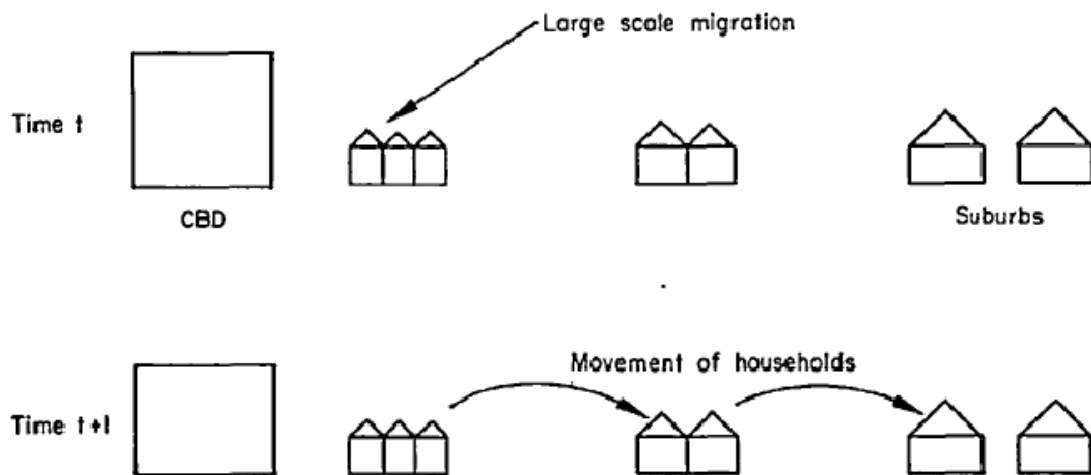 Large scale migration
Time t
CBD
Suburbs
Movement of households
Time t+1